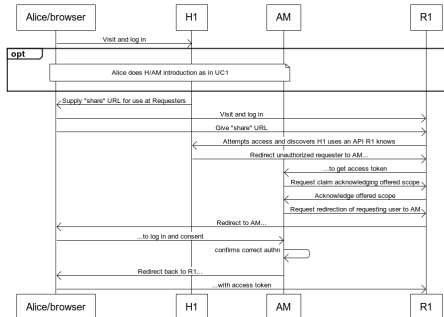 Alice/browser H1 AM R1
Visit and log in
opt
Alice does H/AM introduction as in UC1
Supply "share" URL for use at Requesters
Visit and log in
Give "share" URL
Attempts access and discovers H1 uses an API R1 knows
Redirect unauthorized requester to AM...
...to get access token
Request claim acknowledging offered scope
Acknowledge offered scope
Request redirection of requesting user to AM
Redirect to AM...
...to log in and consent
confirms correct authn
Redirect back to R1...
...with access token
Alice/browser H1 AM R1